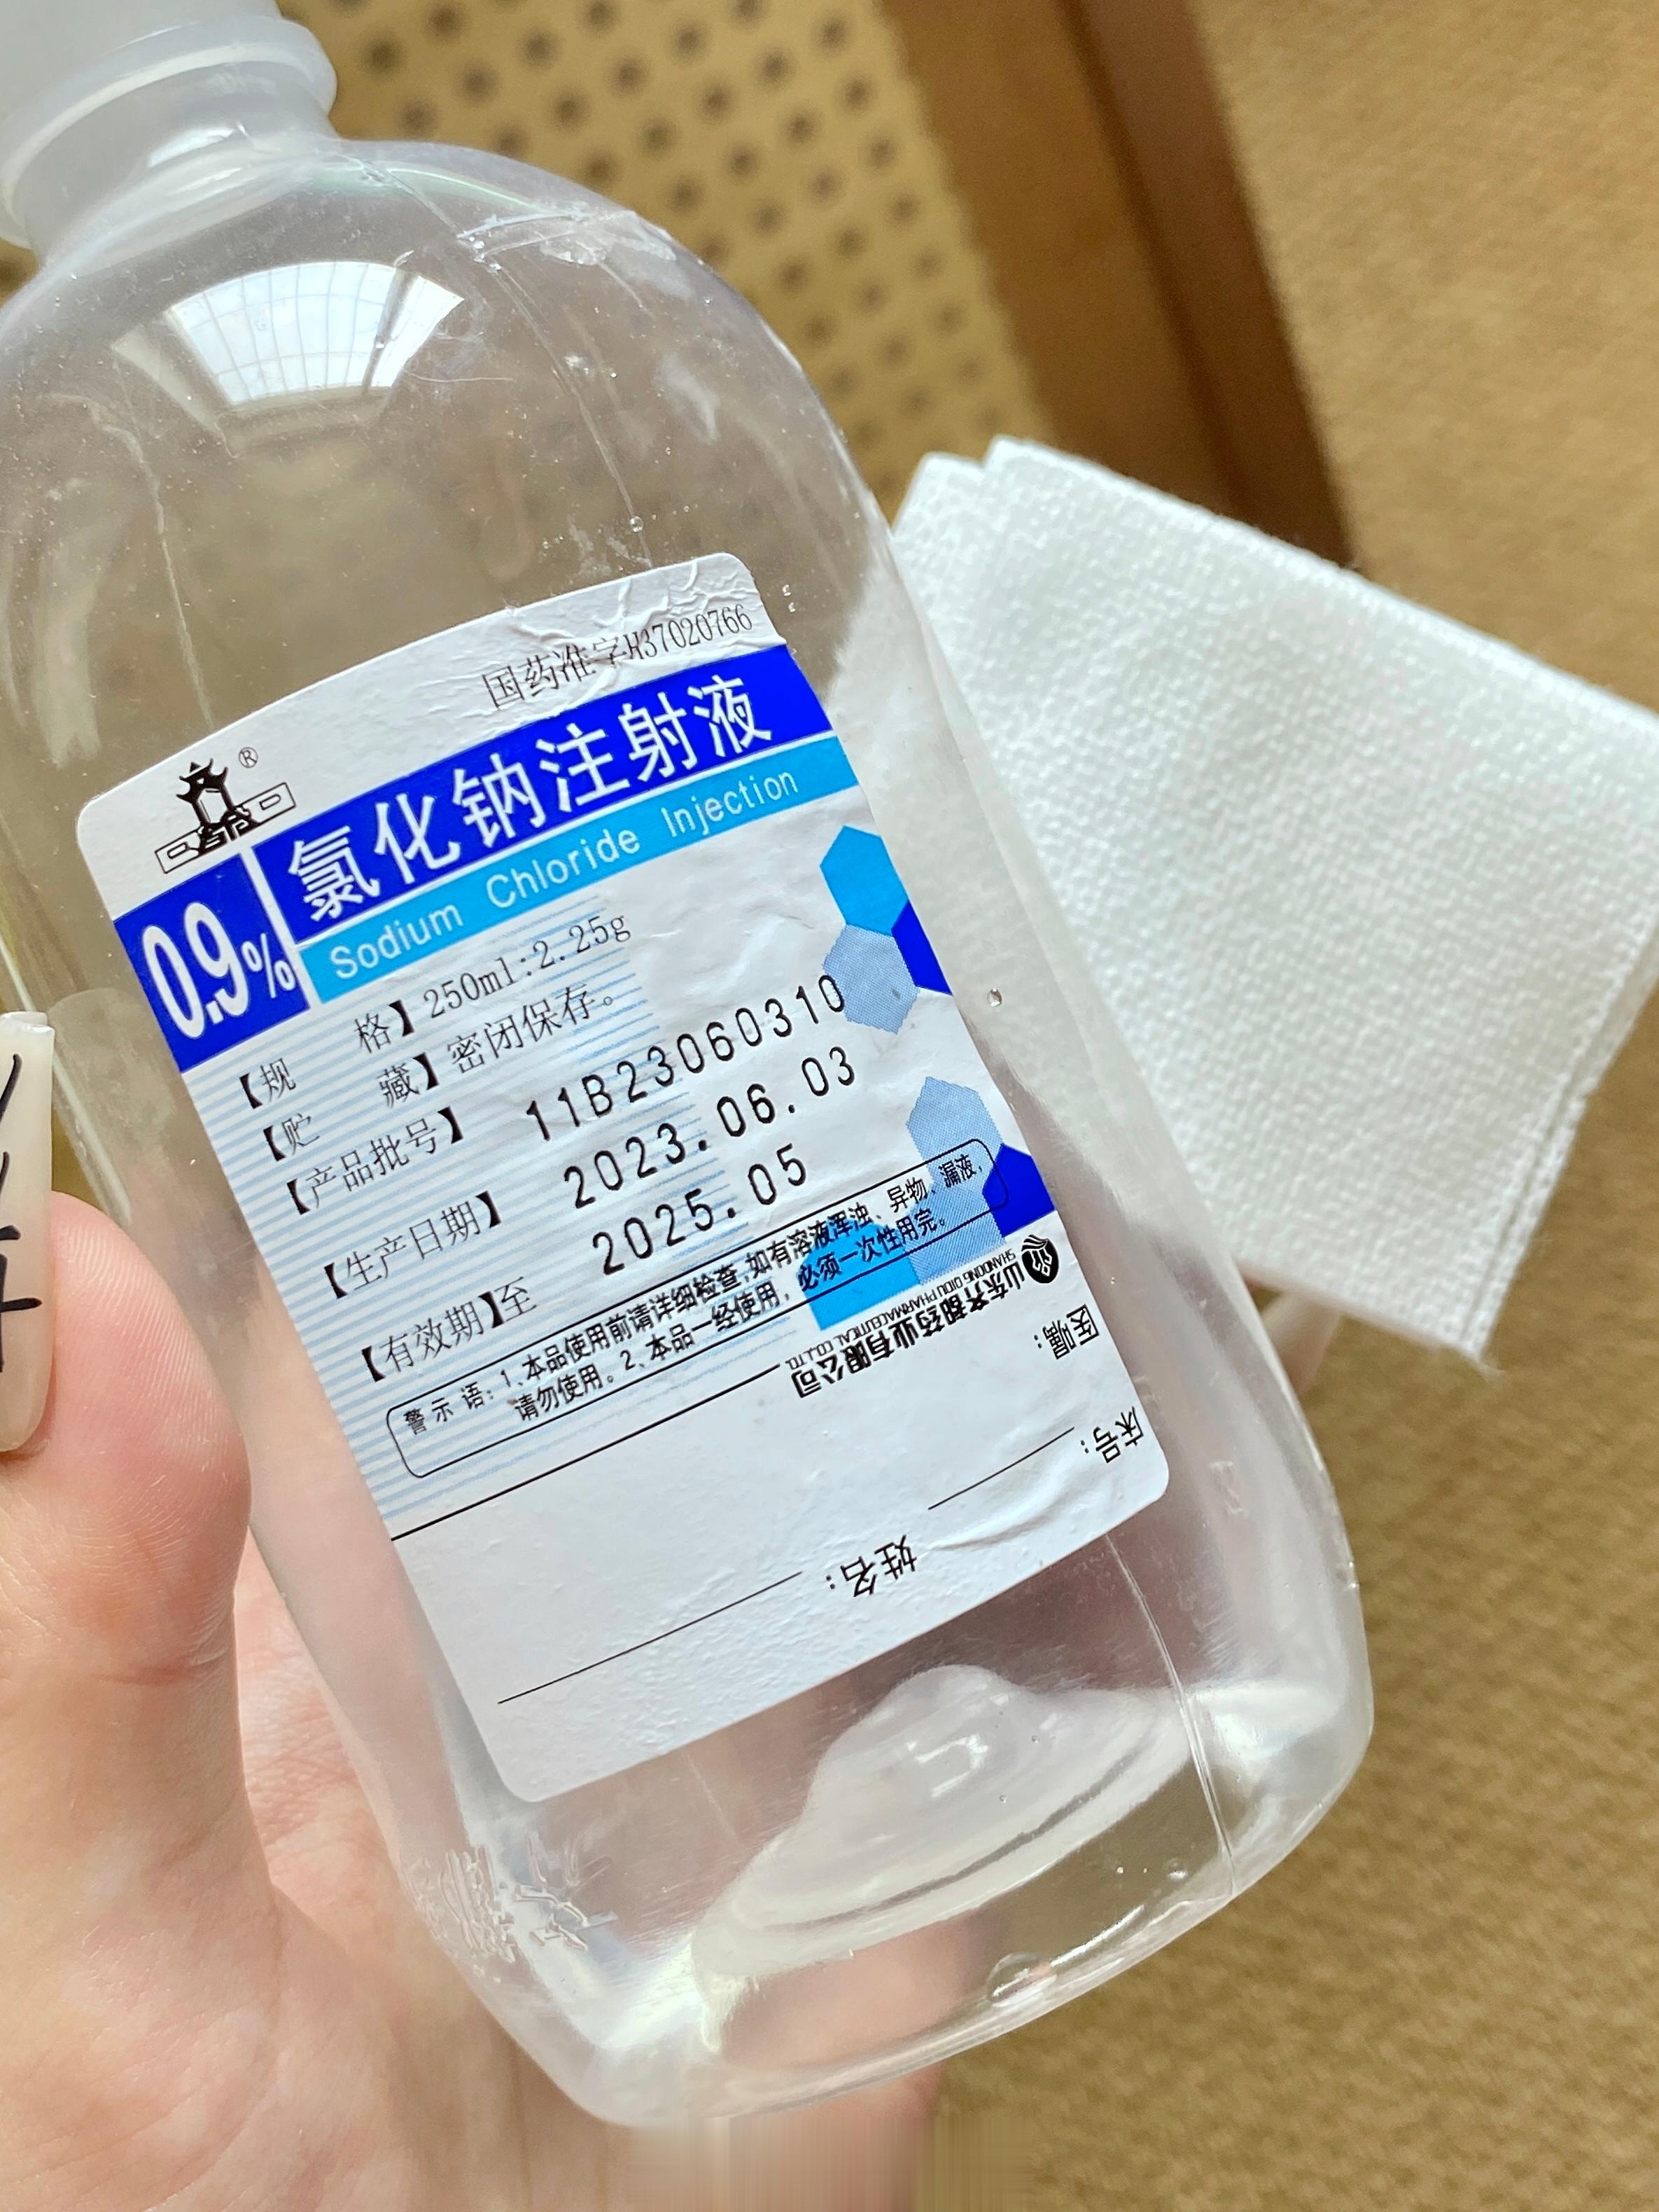 国药准字H37020766
®
0.9%
氯化钠注射液
Sodium Chloride Injection
【规 格】250ml:2.25g
【贮 藏】密闭保存。
【产品批号】 11B23060310
【生产日期】 2023.06.03
【有效期】至 2025.05
警示语:1、本品使用前请详细检查,如有溶液浑浊、异物、漏液,
请勿使用。2、本品一经使用,必须一次性用完。
山东齐都药业有限公司
SHANDONG QIDU PHARMACEUTICAL CO.,LTD.
医嘱:
床号:
姓名: